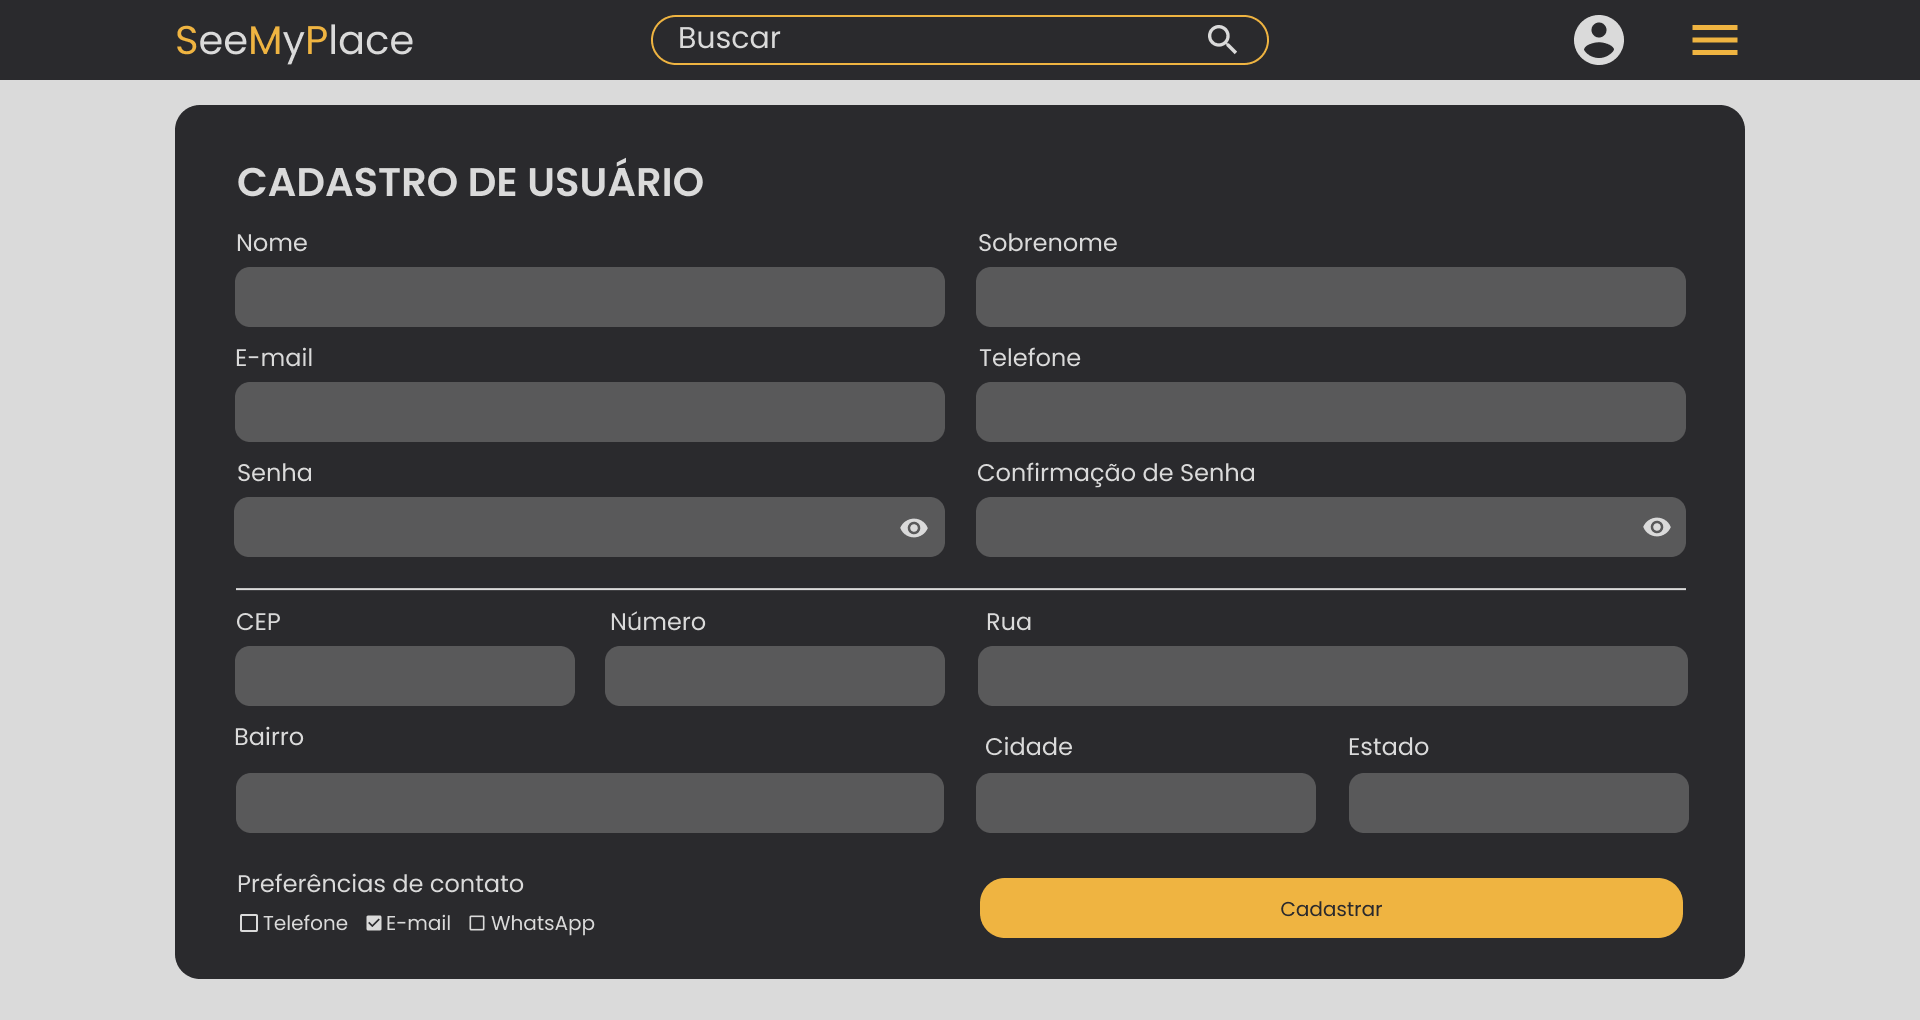 SeeMyPlace
Buscar
CADASTRO DE USUÁRIO
Nome
Sobrenome
E-mail
Telefone
Senha
Confirmação de Senha
CEP
Número
Rua
Bairro
Cidade
Estado
Preferências de contato
Telefone
E-mail
WhatsApp
Cadastrar